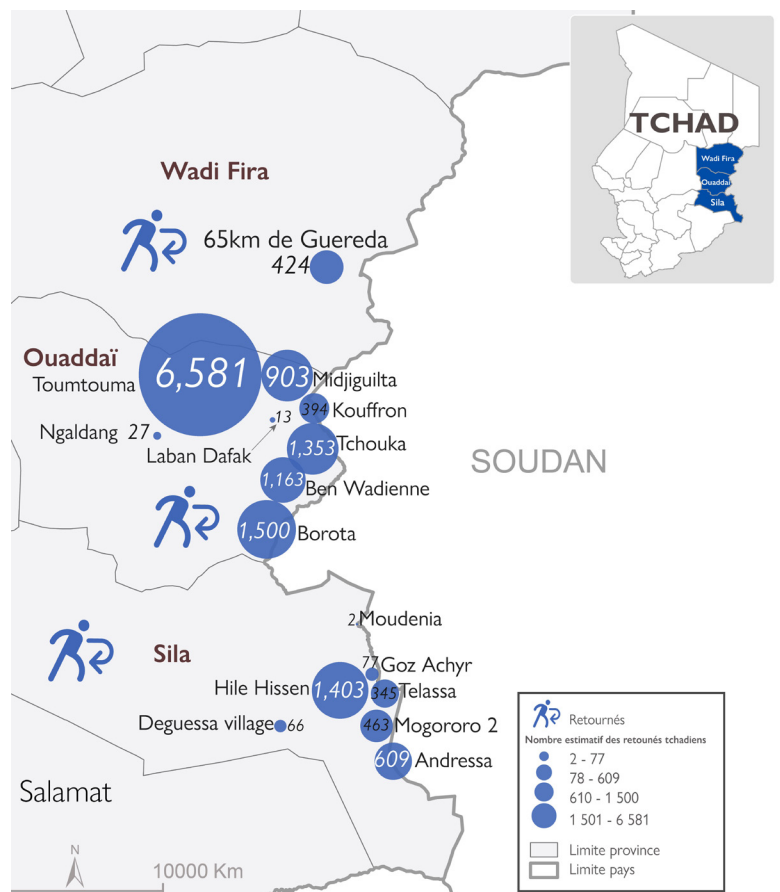 TCHAD
Wadi Fira
Ouaddaï
Sila
Wadi Fira
65km de Guereda
424
Ouaddaï
Toumtouma
6,581
903
Midjiguilta
394
Kouffron
Ngaldang 27
13
Laban Dafak
1,353
Tchouka
1,163
Ben Wadienne
1,500
Borota
SOUDAN
2
Moudenia
Sila
77
Goz Achyr
Hile Hissen
1,403
345
Telassa
Deguessa village
66
463
Mogororo 2
609
Andressa
Salamat
N
10000 Km
Retournés
Nombre estimatif des retounés tchadiens
2 - 77
78 - 609
610 - 1 500
1 501 - 6 581
Limite province
Limite pays